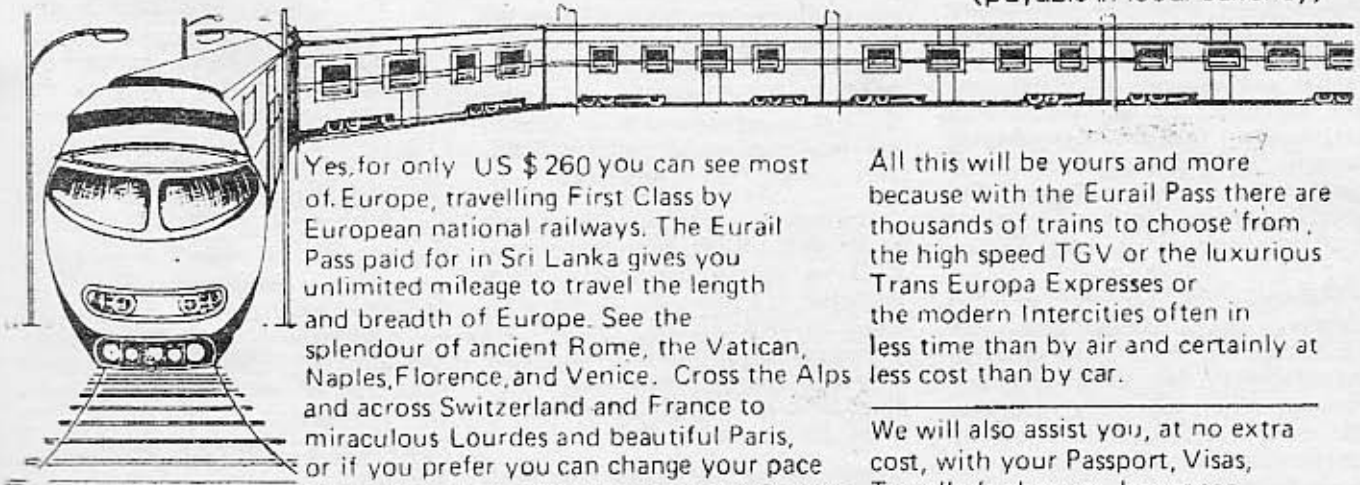 (payable in local currency)
Yes, for only US $ 260 you can see most
of Europe, travelling First Class by
European national railways. The Eurail
Pass paid for in Sri Lanka gives you
unlimited mileage to travel the length
and breadth of Europe. See the
splendour of ancient Rome, the Vatican,
Naples, Florence, and Venice. Cross the Alps
and across Switzerland and France to
miraculous Lourdes and beautiful Paris,
or if you prefer you can change your pace
All this will be yours and more
because with the Eurail Pass there are
thousands of trains to choose from,
the high speed TGV or the luxurious
Trans Europa Expresses or
the modern Intercities often in
less time than by air and certainly at
less cost than by car.
We will also assist you, at no extra
cost, with your Passport, Visas,